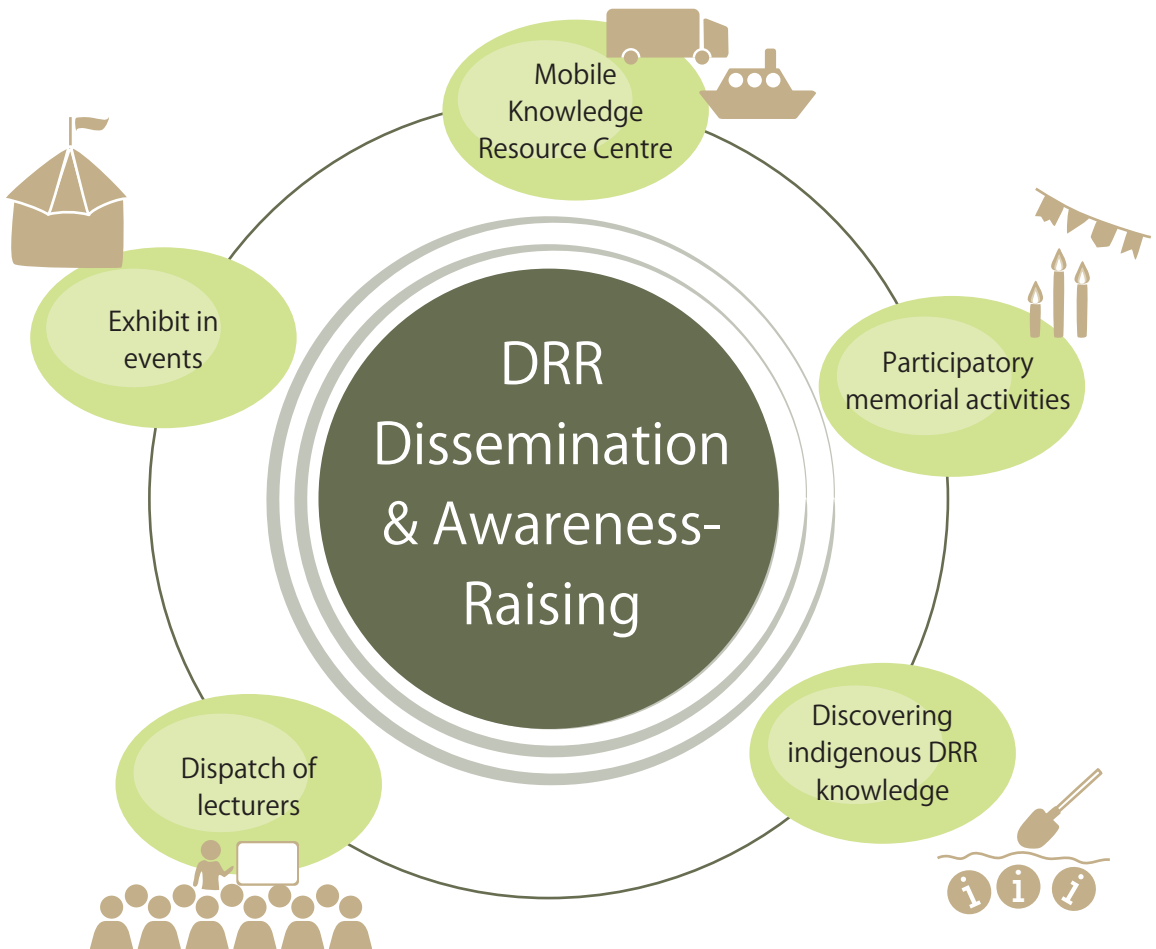 Mobile
Knowledge
Resource Centre
Exhibit in
events
Participatory
memorial activities
DRR
Dissemination
& Awareness-
Raising
Discovering
indigenous DRR
knowledge
Dispatch of
lecturers
i i i